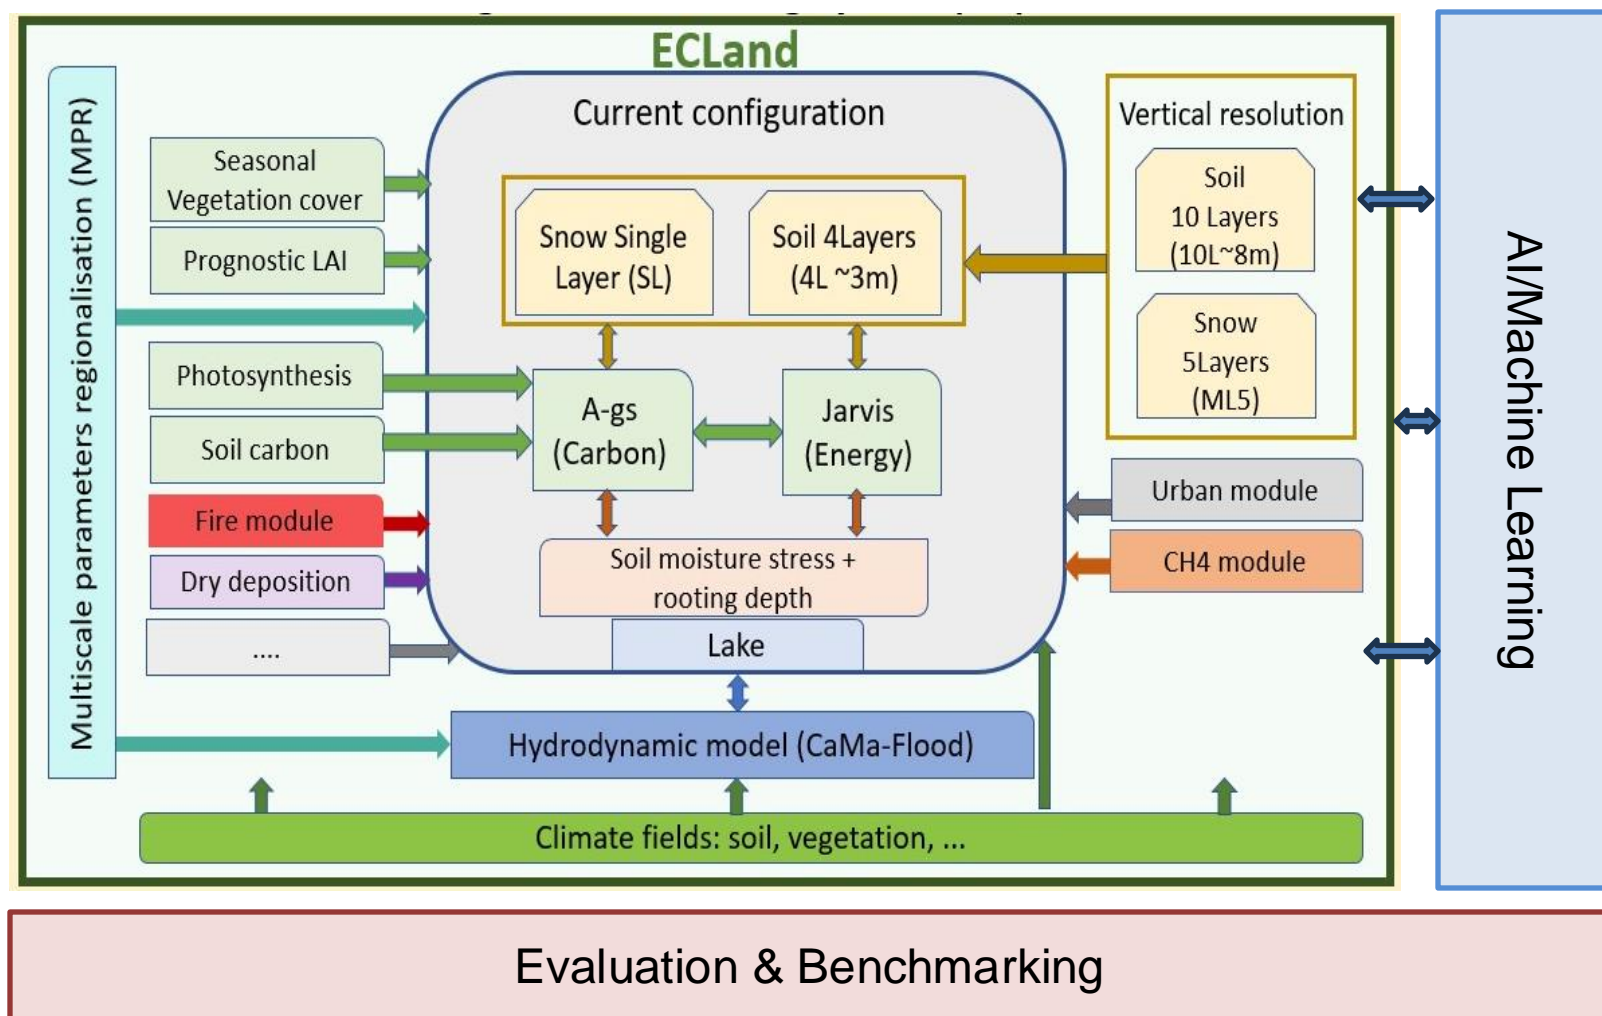 ECLand
Multiscale parameters regionalisation (MPR)
Current configuration
Seasonal
Vegetation cover
Prognostic LAI
Photosynthesis
Soil carbon
Fire module
Dry deposition
....
Snow Single
Layer (SL)
Soil 4Layers
(4L ~3m)
A-gs
(Carbon)
Jarvis
(Energy)
Soil moisture stress +
rooting depth
Lake
Hydrodynamic model (CaMa-Flood)
Climate fields: soil, vegetation, ...
Vertical resolution
Soil
10 Layers
(10L~8m)
Snow
5Layers
(ML5)
Urban module
CH4 module
AI/Machine Learning
Evaluation & Benchmarking